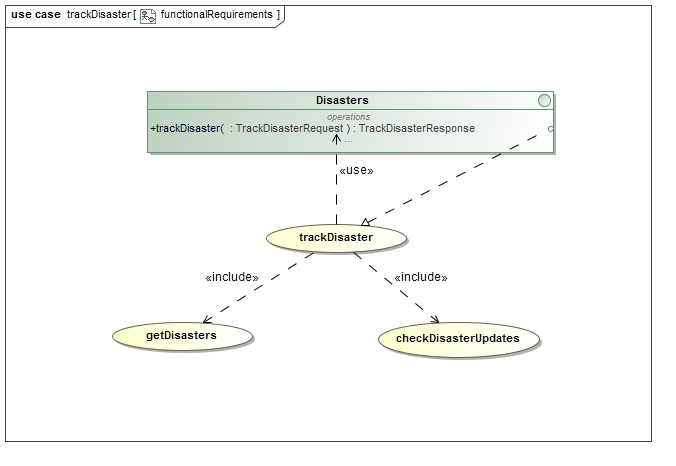 use case trackDisaster [ functionalRequirements ]
Disasters
operations
+trackDisaster( : TrackDisasterRequest ) : TrackDisasterResponse
...
«use»
trackDisaster
«include» «include»
getDisasters checkDisasterUpdates